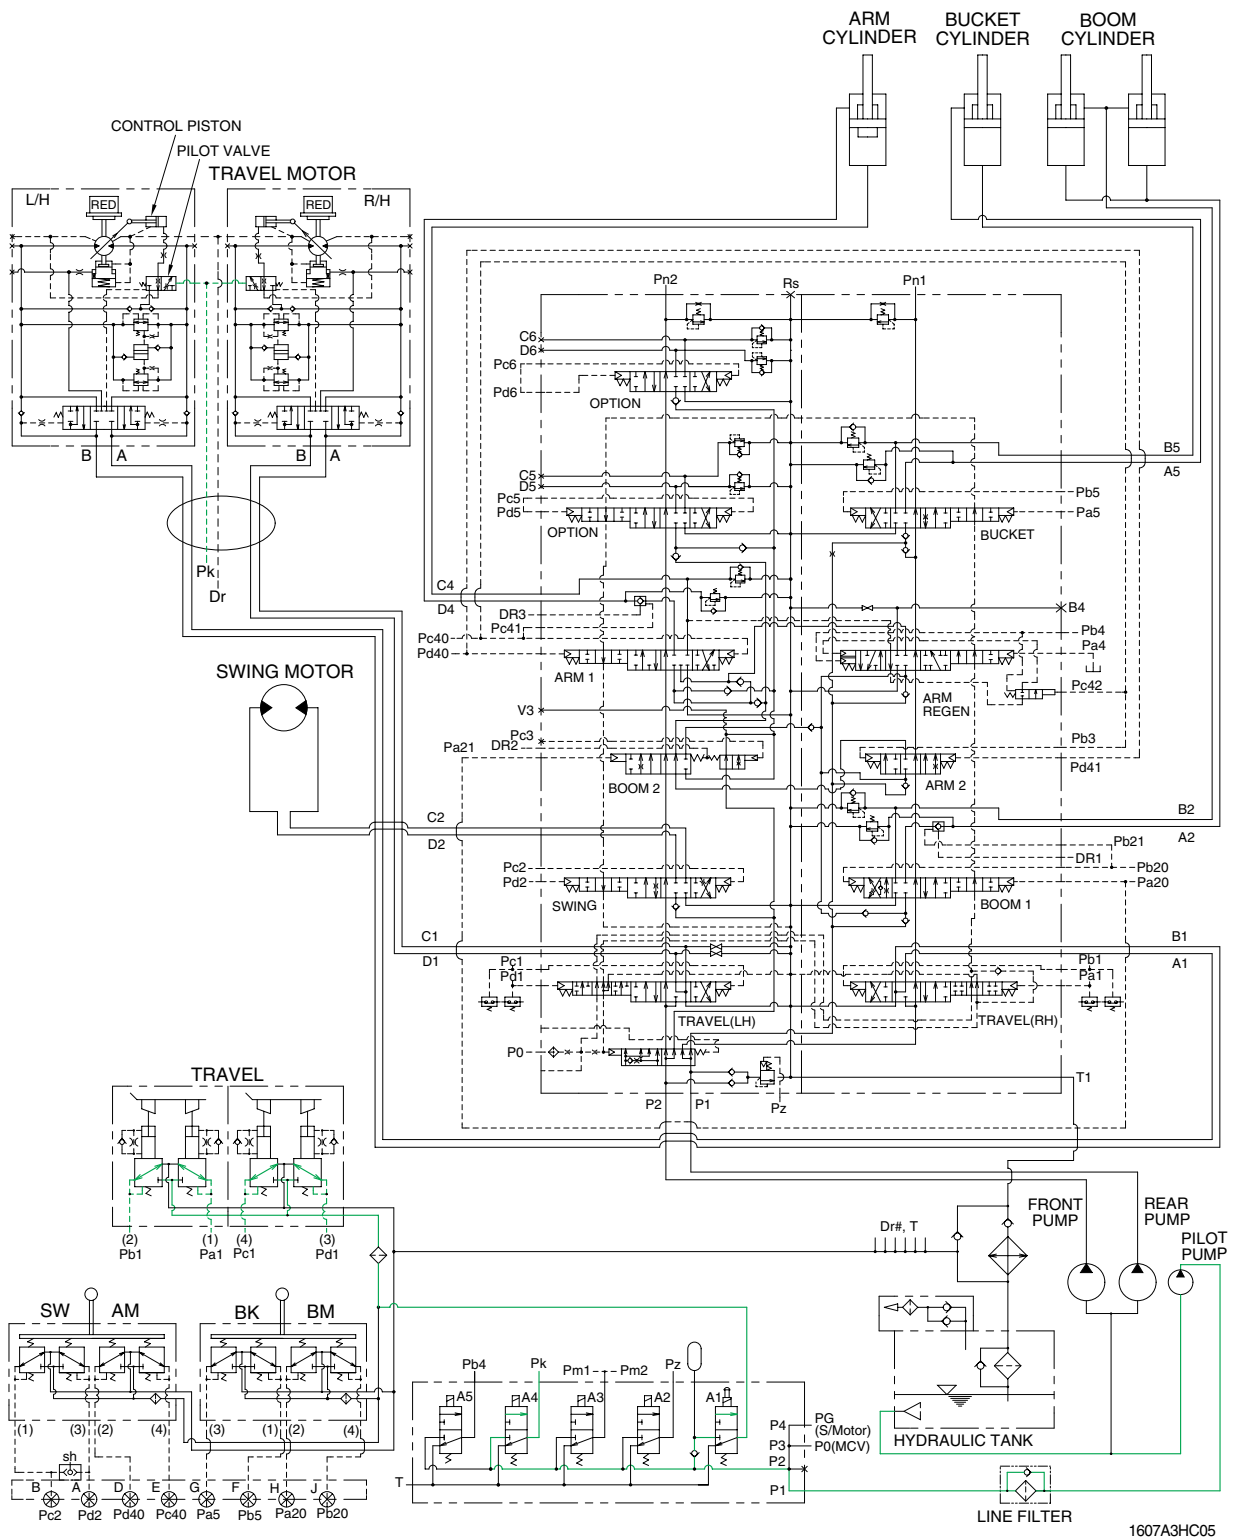 ARM
CYLINDER
BUCKET
CYLINDER
BOOM
CYLINDER
CONTROL PISTON
PILOT VALVE
TRAVEL MOTOR
L/H
RED
RED
R/H
B
A
B
A
Pk
Dr
SWING MOTOR
Pn2
Rs
Pn1
C6
D6
Pc6
Pd6
OPTION
C5
D5
Pc5
Pd5
OPTION
B5
A5
Pb5
Pa5
BUCKET
C4
D4
DR3
Pc41
Pc40
Pd40
ARM 1
B4
Pb4
Pa4
ARM
REGEN
Pc42
V3
Pc3
DR2
Pa21
BOOM 2
Pb3
Pd41
ARM 2
C2
D2
B2
A2
Pb21
DR1
Pc2
Pd2
SWING
Pb20
Pa20
BOOM 1
C1
D1
B1
A1
Pc1
Pd1
Pb1
Pa1
TRAVEL(LH)
TRAVEL(RH)
P0
T1
P2
P1
Pz
TRAVEL
(2)
(1)
(4)
(3)
Pb1
Pa1
Pc1
Pd1
Dr#, T
FRONT
PUMP
REAR
PUMP
PILOT
PUMP
SW
AM
BK
BM
(1)
(3)
(2)
(4)
(3)
(1)
(2)
(4)
sh
B
A
D
E
G
F
H
J
Pc2
Pd2
Pd40
Pc40
Pa5
Pb5
Pa20
Pb20
Pb4
Pk
Pm1
Pm2
Pz
A5
A4
A3
A2
A1
T
P4
P3
P2
P1
PG
(S/Motor)
P0(MCV)
HYDRAULIC TANK
LINE FILTER
1607A3HC05